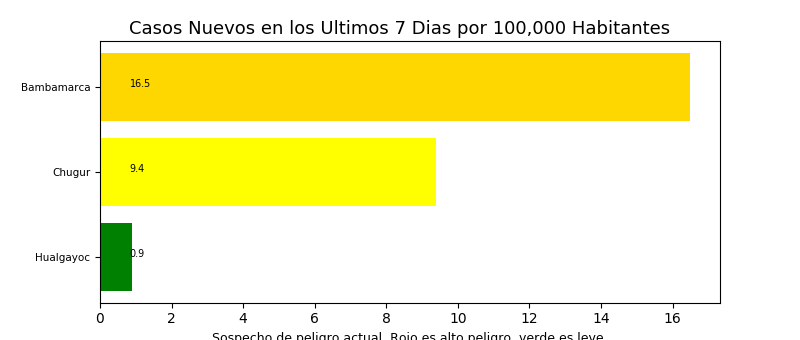 Casos Nuevos en los Ultimos 7 Dias por 100,000 Habitantes
Bambamarca
16.5
Chugur
9.4
Hualgayoc
0.9
0 2 4 6 8 10 12 14 16
Sospecho de peligro actual. Rojo es alto peligro, verde es leve